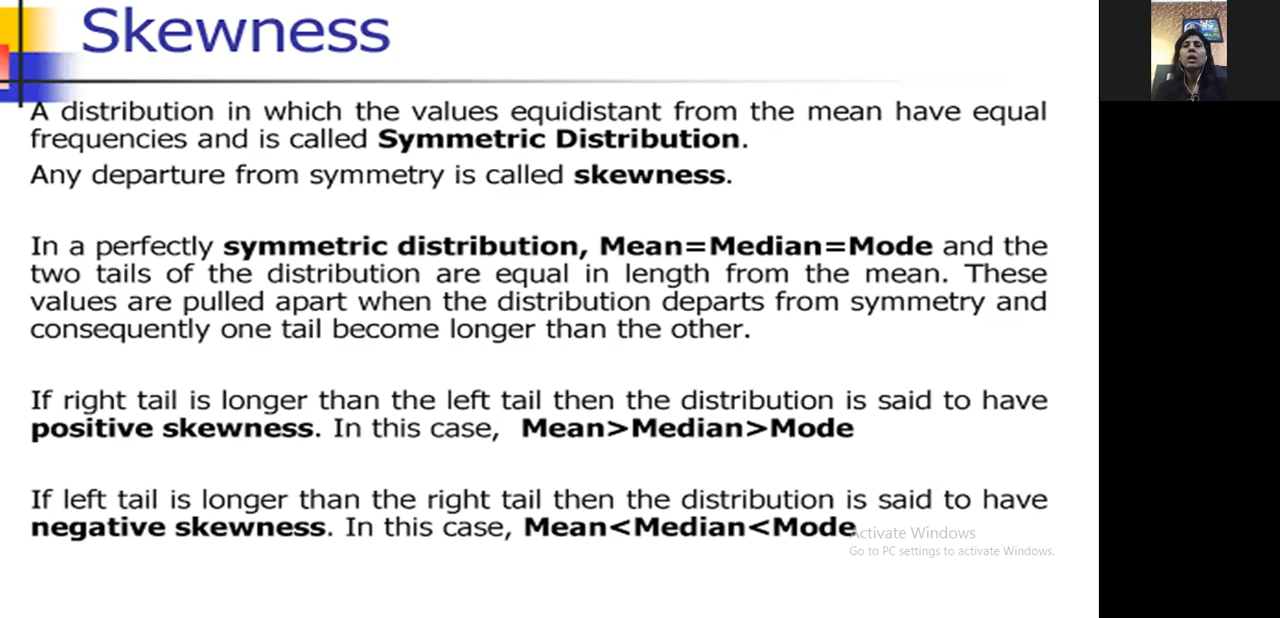 Skewness
A distribution in which the values equidistant from the mean have equal
frequencies and is called Symmetric Distribution.
Any departure from symmetry is called skewness.
In a perfectly symmetric distribution, Mean=Median=Mode and the
two tails of the distribution are equal in length from the mean. These
values are pulled apart when the distribution departs from symmetry and
consequently one tail become longer than the other.
If right tail is longer than the left tail then the distribution is said to have
positive skewness. In this case, Mean>Median>Mode
If left tail is longer than the right tail then the distribution is said to have
negative skewness. In this case, Mean<Median<Mode
Activate Windows
Go to PC settings to activate Windows.